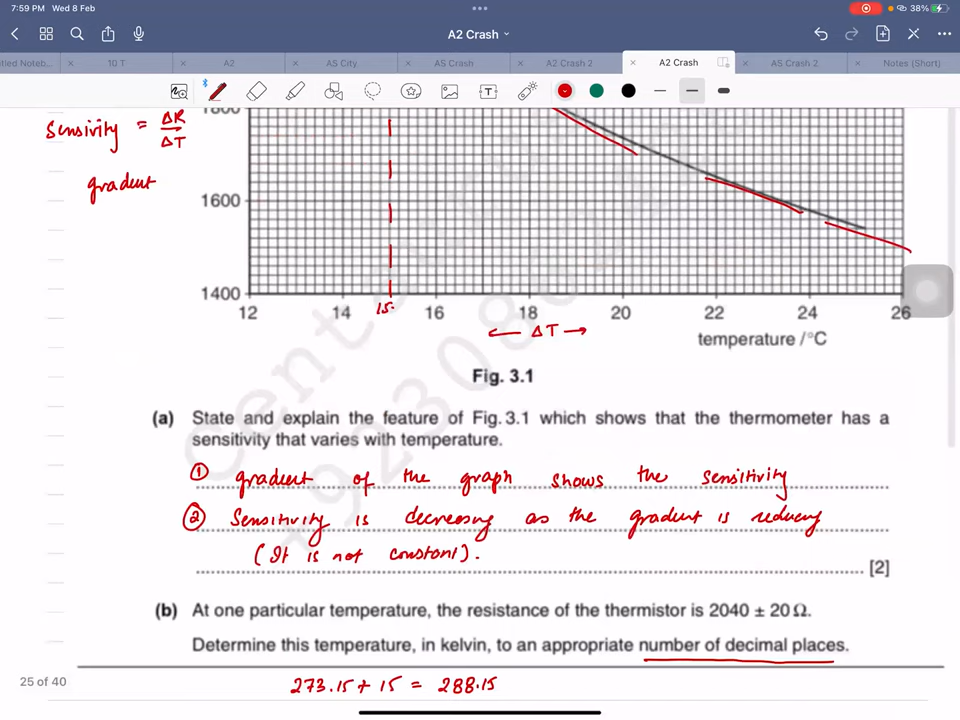 7:59 PM Wed 8 Feb
38%
A2 Crash
itled Noteb...
10 T
A2
AS City.
AS Crash
A2 Crash 2
A2 Crash
AS Crash 2
Notes (Short)
1800
Sensivity = ΔR
ΔT
gradent
1600
1400
12 14 15 16 18 20 22 24 26
← ΔT →
temperature /°C
Fig. 3.1
(a) State and explain the feature of Fig. 3.1 which shows that the thermometer has a
sensitivity that varies with temperature.
① gradient of the graph shows the sensitivity
② Sensitivity is decreasing as the gradient is reducing
(It is not constant).
[2]
(b) At one particular temperature, the resistance of the thermistor is 2040 ± 20 Ω.
Determine this temperature, in kelvin, to an appropriate number of decimal places.
25 of 40
273.15 + 15 = 288.15